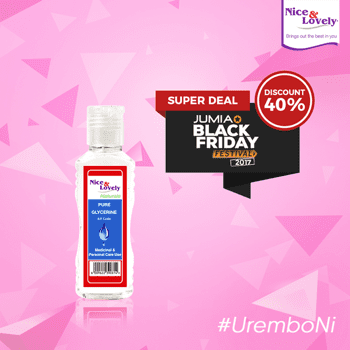 Nice &
Lovely
Brings out the best in you
SUPER DEAL
DISCOUNT
40%
JUMIA
BLACK
FRIDAY
FESTIVAL
2017
Nice &
Lovely
PURE
GLYCERINE
Medicinal &
Personal Care Use
#UremboNi